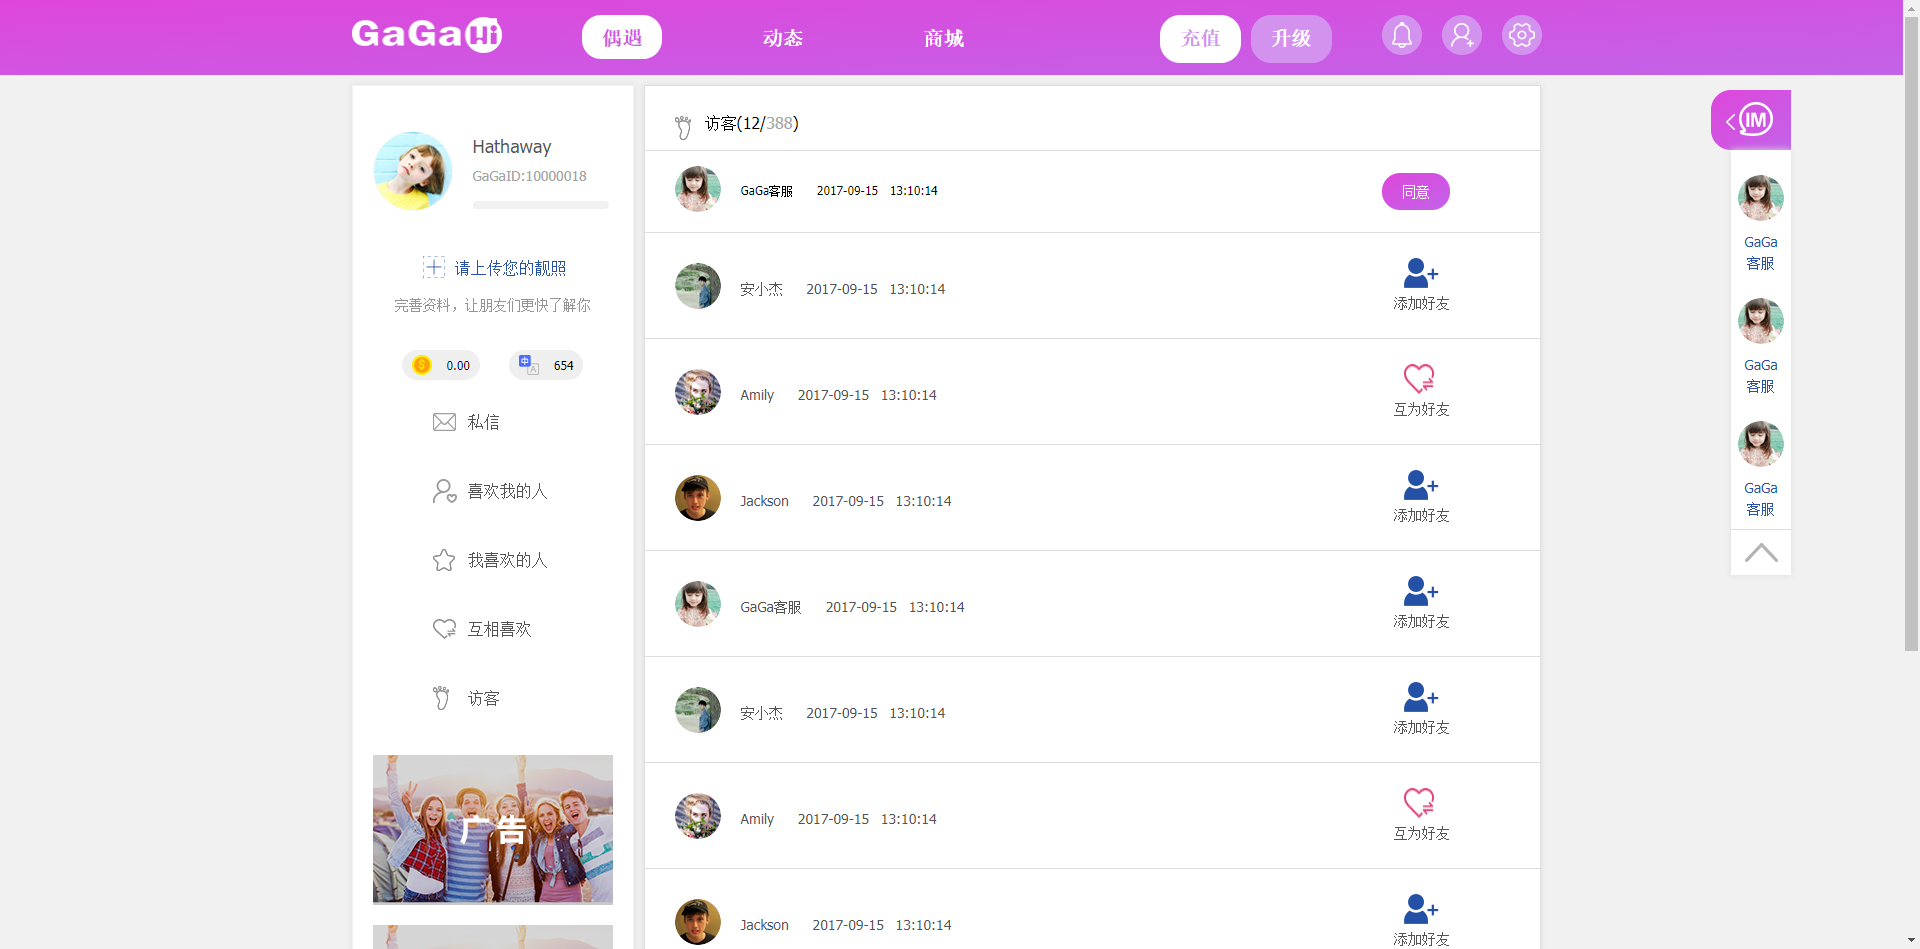 GaGaHi
偶遇
动态
商城
充值
升级
Hathaway
GaGaID:10000018
请上传您的靓照
完善资料，让朋友们更快了解你
0.00
中
A
654
私信
喜欢我的人
我喜欢的人
互相喜欢
访客
广告
访客(12/388)
GaGa客服 2017-09-15 13:10:14
同意
安小杰 2017-09-15 13:10:14
添加好友
Amily 2017-09-15 13:10:14
互为好友
Jackson 2017-09-15 13:10:14
添加好友
GaGa客服 2017-09-15 13:10:14
添加好友
安小杰 2017-09-15 13:10:14
添加好友
Amily 2017-09-15 13:10:14
互为好友
Jackson 2017-09-15 13:10:14
添加好友
IM
GaGa
客服
GaGa
客服
GaGa
客服